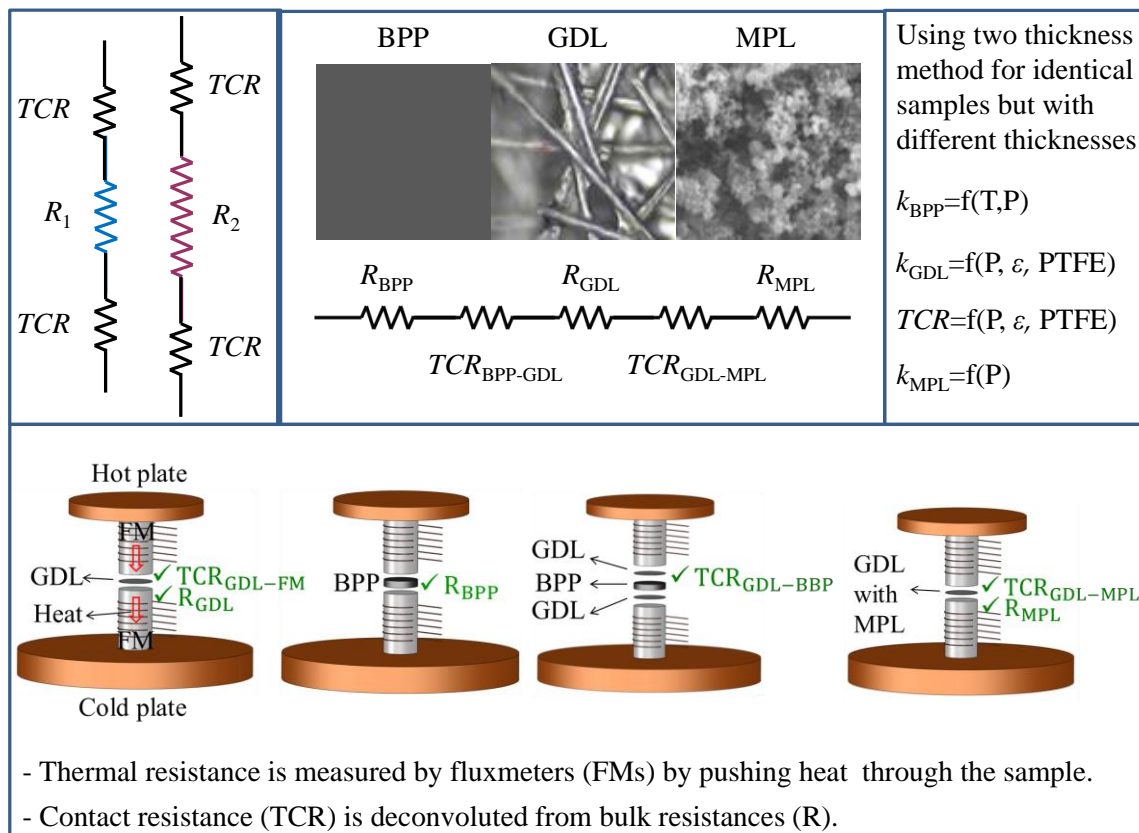 TCR
TCR
R1
R2
TCR
TCR
BPP GDL MPL
RBPP RGDL RMPL
TCRBPP-GDL TCRGDL-MPL
Using two thickness
method for identical
samples but with
different thicknesses:
kBPP=f(T,P)
kGDL=f(P, ε, PTFE)
TCR=f(P, ε, PTFE)
kMPL=f(P)
Hot plate
FM
GDL
✓ TCRGDL−FM
✓ RGDL
Heat
FM
Cold plate
BPP
✓ RBPP
GDL
BPP
GDL
✓ TCRGDL−BBP
GDL
with
MPL
✓TCRGDL−MPL
✓ RMPL
- Thermal resistance is measured by fluxmeters (FMs) by pushing heat through the sample.
- Contact resistance (TCR) is deconvoluted from bulk resistances (R).